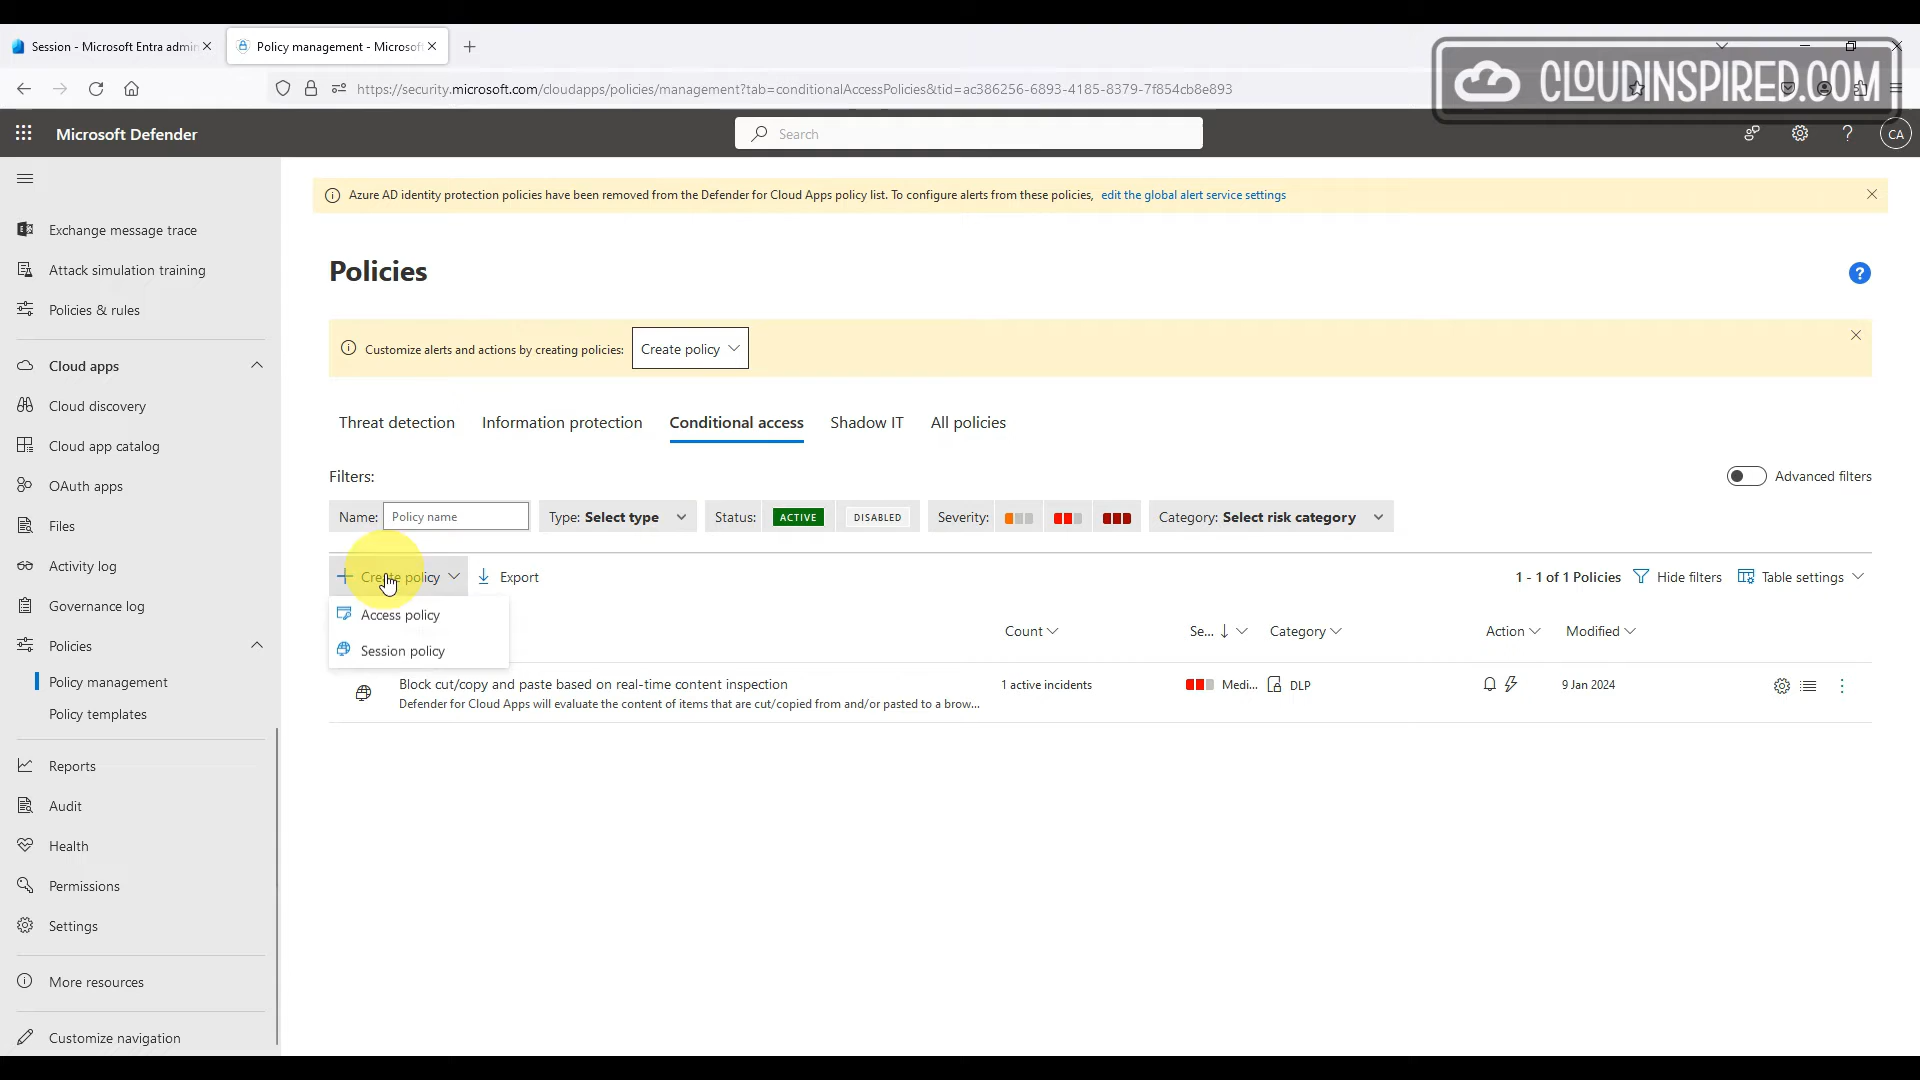 Session - Microsoft Entra admin
Policy management - Microsoft
CLOUDINSPIRED.COM
https://security.microsoft.com/cloudapps/policies/management?tab=conditionalAccessPolicies&tid=ac386256-6893-4185-8379-7f854cb8e893
Microsoft Defender
Search
CA
Azure AD identity protection policies have been removed from the Defender for Cloud Apps policy list. To configure alerts from these policies, edit the global alert service settings
Exchange message trace
Attack simulation training
Policies & rules
Cloud apps
Cloud discovery
Cloud app catalog
OAuth apps
Files
Activity log
Governance log
Policies
Policy management
Policy templates
Reports
Audit
Health
Permissions
Settings
More resources
Customize navigation
Policies
Customize alerts and actions by creating policies: Create policy
Threat detection Information protection Conditional access Shadow IT All policies
Filters:
Advanced filters
Name: Policy name Type: Select type Status: ACTIVE DISABLED Severity: Category: Select risk category
Create policy Export 1 - 1 of 1 Policies Hide filters Table settings
Access policy
Session policy
Count Se... Category Action Modified
Block cut/copy and paste based on real-time content inspection 1 active incidents Medi... DLP 9 Jan 2024
Defender for Cloud Apps will evaluate the content of items that are cut/copied from and/or pasted to a brow...